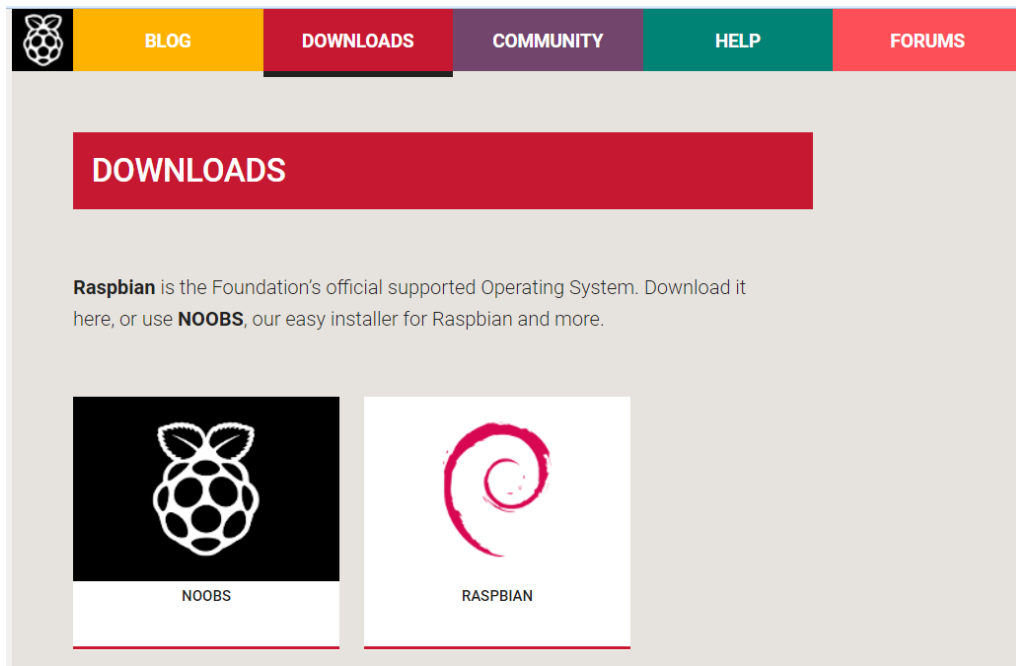 BLOG DOWNLOADS COMMUNITY HELP FORUMS
DOWNLOADS
Raspbian is the Foundation’s official supported Operating System. Download it
here, or use NOOBS, our easy installer for Raspbian and more.
NOOBS RASPBIAN